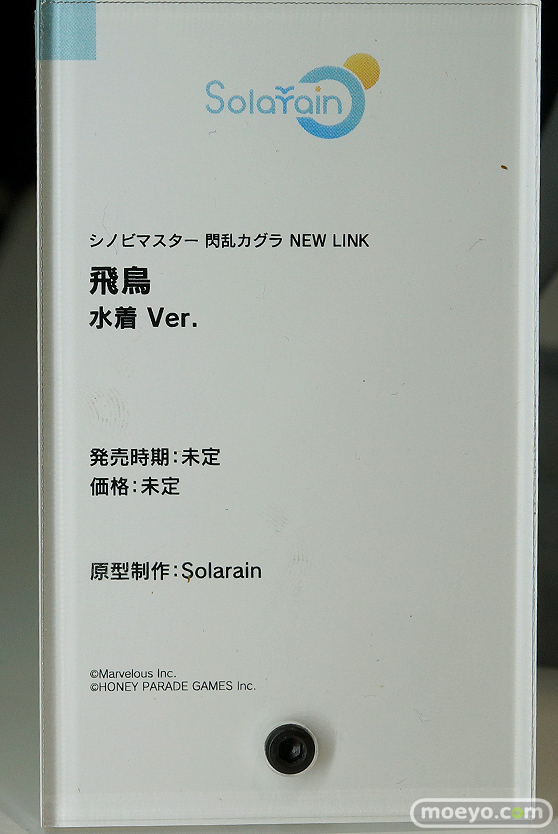 Solarain
シノビマスター 閃乱カグラ NEW LINK
飛鳥
水着 Ver.
発売時期:未定
価格:未定
原型制作:Solarain
©Marvelous Inc.
©HONEY PARADE GAMES Inc.
moeyo.com